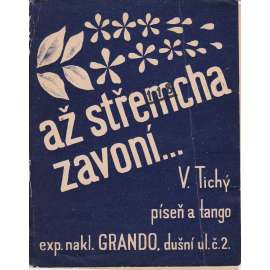 až střemcha
zavoní...
V. Tichý
píseň a tango
exp. nakl. GRANDO, dušní ul. č. 2.